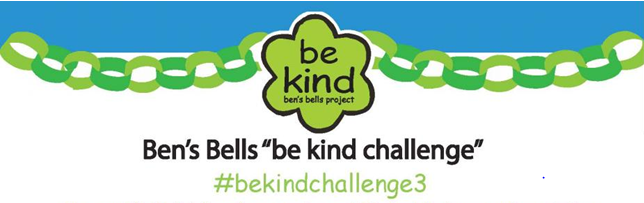 be
kind
ben's bells project
Ben's Bells "be kind challenge"
#bekindchallenge3